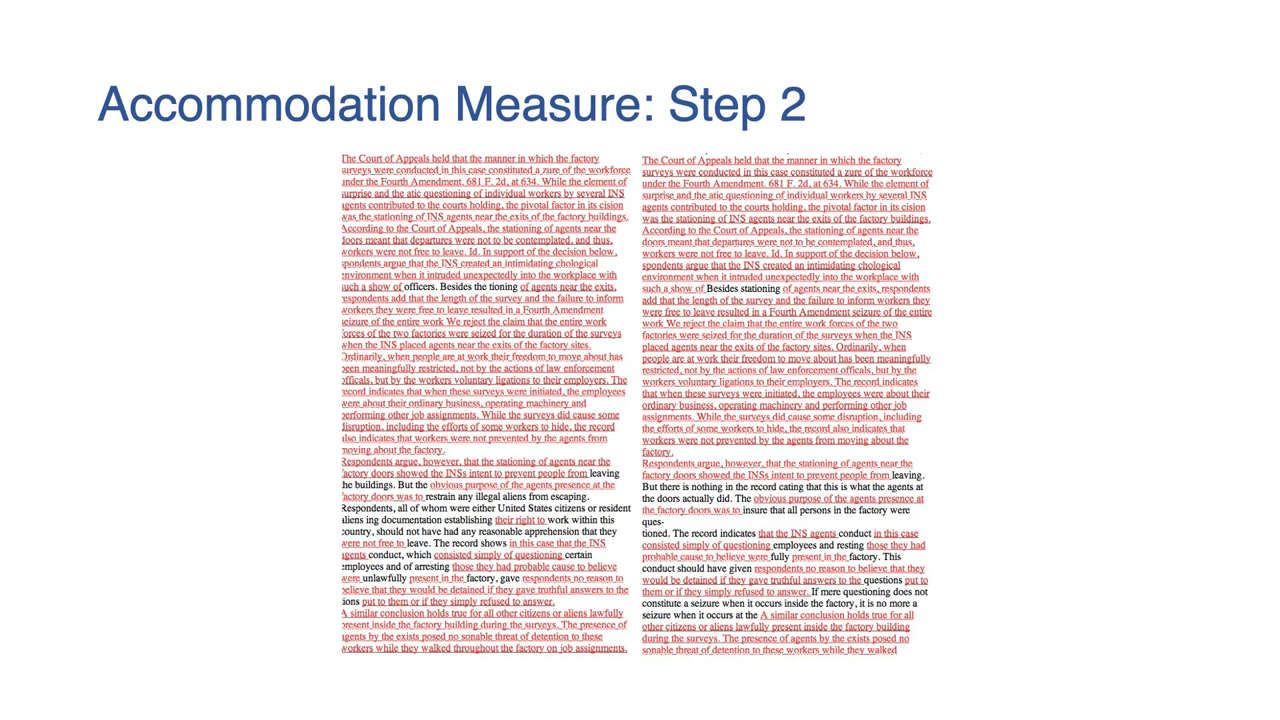 Accommodation Measure: Step 2
The Court of Appeals held that the manner in which the factory
surveys were conducted in this case constituted a zure of the workforce
under the Fourth Amendment. 681 F. 2d, at 634. While the element of
surprise and the atic questioning of individual workers by several INS
agents contributed to the courts holding, the pivotal factor in its cision
was the stationing of INS agents near the exits of the factory buildings.
According to the Court of Appeals, the stationing of agents near the
doors meant that departures were not to be contemplated, and thus,
workers were not free to leave. Id. In support of the decision below,
spondents argue that the INS created an intimidating chological
environment when it intruded unexpectedly into the workplace with
such a show of officers. Besides the tioning of agents near the exits,
respondents add that the length of the survey and the failure to inform
workers they were free to leave resulted in a Fourth Amendment
seizure of the entire work We reject the claim that the entire work
forces of the two factories were seized for the duration of the surveys
when the INS placed agents near the exits of the factory sites.
Ordinarily, when people are at work their freedom to move about has
been meaningfully restricted, not by the actions of law enforcement
officals, but by the workers voluntary ligations to their employers. The
record indicates that when these surveys were initiated, the employees
were about their ordinary business, operating machinery and
performing other job assignments. While the surveys did cause some
disruption, including the efforts of some workers to hide, the record
also indicates that workers were not prevented by the agents from
moving about the factory.
Respondents argue, however, that the stationing of agents near the
factory doors showed the INSs intent to prevent people from leaving
the buildings. But the obvious purpose of the agents presence at the
factory doors was to restrain any illegal aliens from escaping.
Respondents, all of whom were either United States citizens or resident
aliens ing documentation establishing their right to work within this
country, should not have had any reasonable apprehension that they
were not free to leave. The record shows in this case that the INS
agents conduct, which consisted simply of questioning certain
employees and of arresting those they had probable cause to believe
were unlawfully present in the factory, gave respondents no reason to
believe that they would be detained if they gave truthful answers to the
tions put to them or if they simply refused to answer.
A similar conclusion holds true for all other citizens or aliens lawfully
present inside the factory building during the surveys. The presence of
agents by the exists posed no sonable threat of detention to these
workers while they walked throughout the factory on job assignments.
The Court of Appeals held that the manner in which the factory
surveys were conducted in this case constituted a zure of the workforce
under the Fourth Amendment. 681 F. 2d, at 634. While the element of
surprise and the atic questioning of individual workers by several INS
agents contributed to the courts holding, the pivotal factor in its cision
was the stationing of INS agents near the exits of the factory buildings.
According to the Court of Appeals, the stationing of agents near the
doors meant that departures were not to be contemplated, and thus,
workers were not free to leave. Id. In support of the decision below,
spondents argue that the INS created an intimidating chological
environment when it intruded unexpectedly into the workplace with
such a show of Besides stationing of agents near the exits, respondents
add that the length of the survey and the failure to inform workers they
were free to leave resulted in a Fourth Amendment seizure of the entire
work We reject the claim that the entire work forces of the two
factories were seized for the duration of the surveys when the INS
placed agents near the exits of the factory sites. Ordinarily, when
people are at work their freedom to move about has been meaningfully
restricted, not by the actions of law enforcement officals, but by the
workers voluntary ligations to their employers. The record indicates
that when these surveys were initiated, the employees were about their
ordinary business, operating machinery and performing other job
assignments. While the surveys did cause some disruption, including
the efforts of some workers to hide, the record also indicates that
workers were not prevented by the agents from moving about the
factory.
Respondents argue, however, that the stationing of agents near the
factory doors showed the INSs intent to prevent people from leaving.
But there is nothing in the record cating that this is what the agents at
the doors actually did. The obvious purpose of the agents presence at
the factory doors was to insure that all persons in the factory were
ques-
tioned. The record indicates that the INS agents conduct in this case
consisted simply of questioning employees and resting those they had
probable cause to believe were fully present in the factory. This
conduct should have given respondents no reason to believe that they
would be detained if they gave truthful answers to the questions put to
them or if they simply refused to answer. If mere questioning does not
constitute a seizure when it occurs inside the factory, it is no more a
seizure when it occurs at the A similar conclusion holds true for all
other citizens or aliens lawfully present inside the factory building
during the surveys. The presence of agents by the exists posed no
sonable threat of detention to these workers while they walked